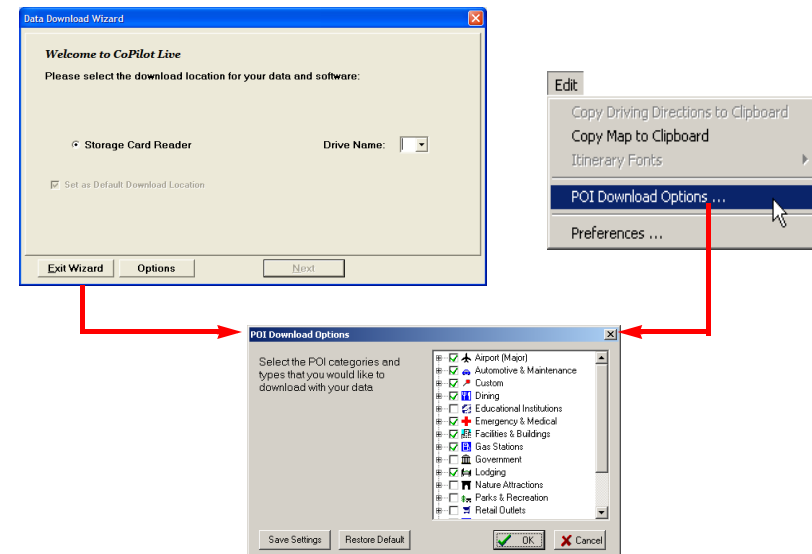 Data Download Wizard
Welcome to CoPilot Live
Please select the download location for your data and software:
Storage Card Reader
Drive Name:
Set as Default Download Location
Exit Wizard
Options
Next
Edit
Copy Driving Directions to Clipboard
Copy Map to Clipboard
Itinerary Fonts
POI Download Options ...
Preferences ...
POI Download Options
Select the POI categories and
types that you would like to
download with your data
Airport (Major)
Automotive & Maintenance
Custom
Dining
Educational Institutions
Emergency & Medical
Facilities & Buildings
Gas Stations
Government
Lodging
Nature Attractions
Parks & Recreation
Retail Outlets
Save Settings
Restore Default
OK
Cancel